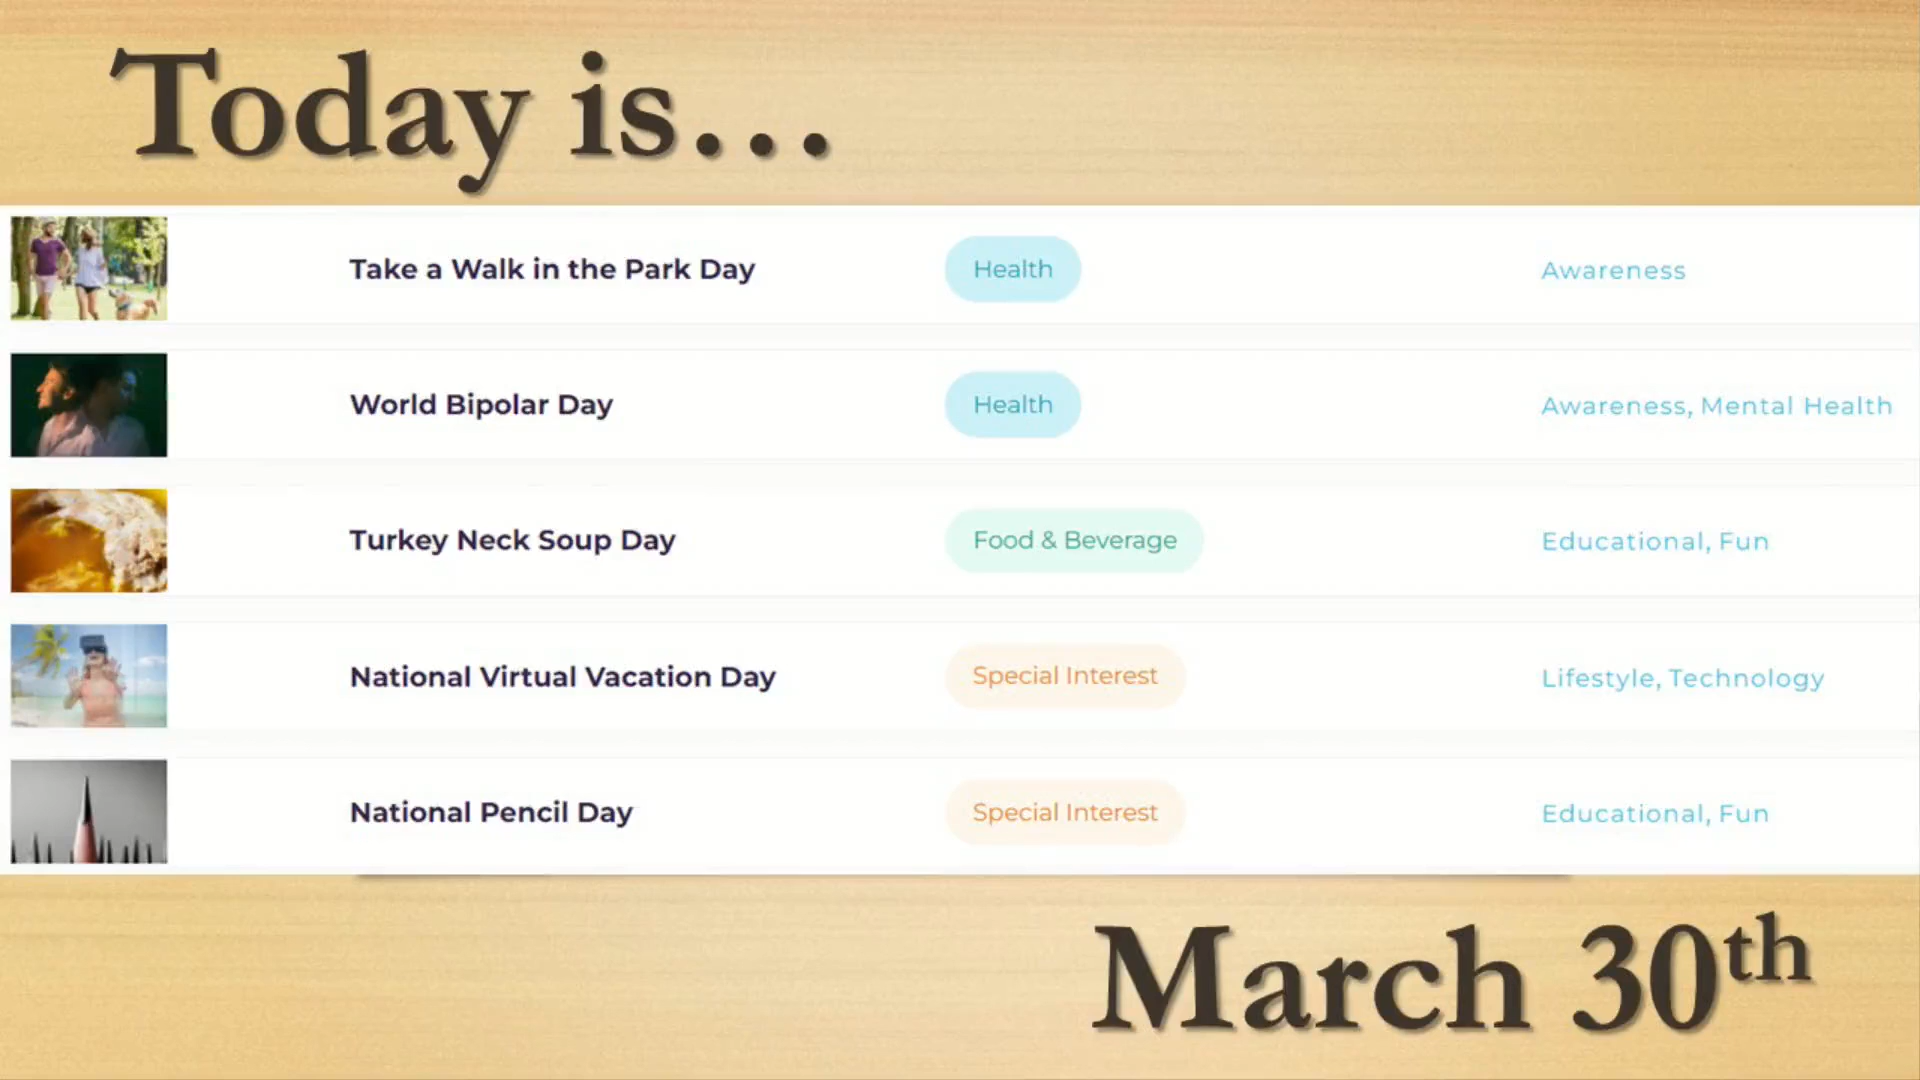 Today is...
Take a Walk in the Park Day Health Awareness
World Bipolar Day Health Awareness, Mental Health
Turkey Neck Soup Day Food & Beverage Educational, Fun
National Virtual Vacation Day Special Interest Lifestyle, Technology
National Pencil Day Special Interest Educational, Fun
March 30th